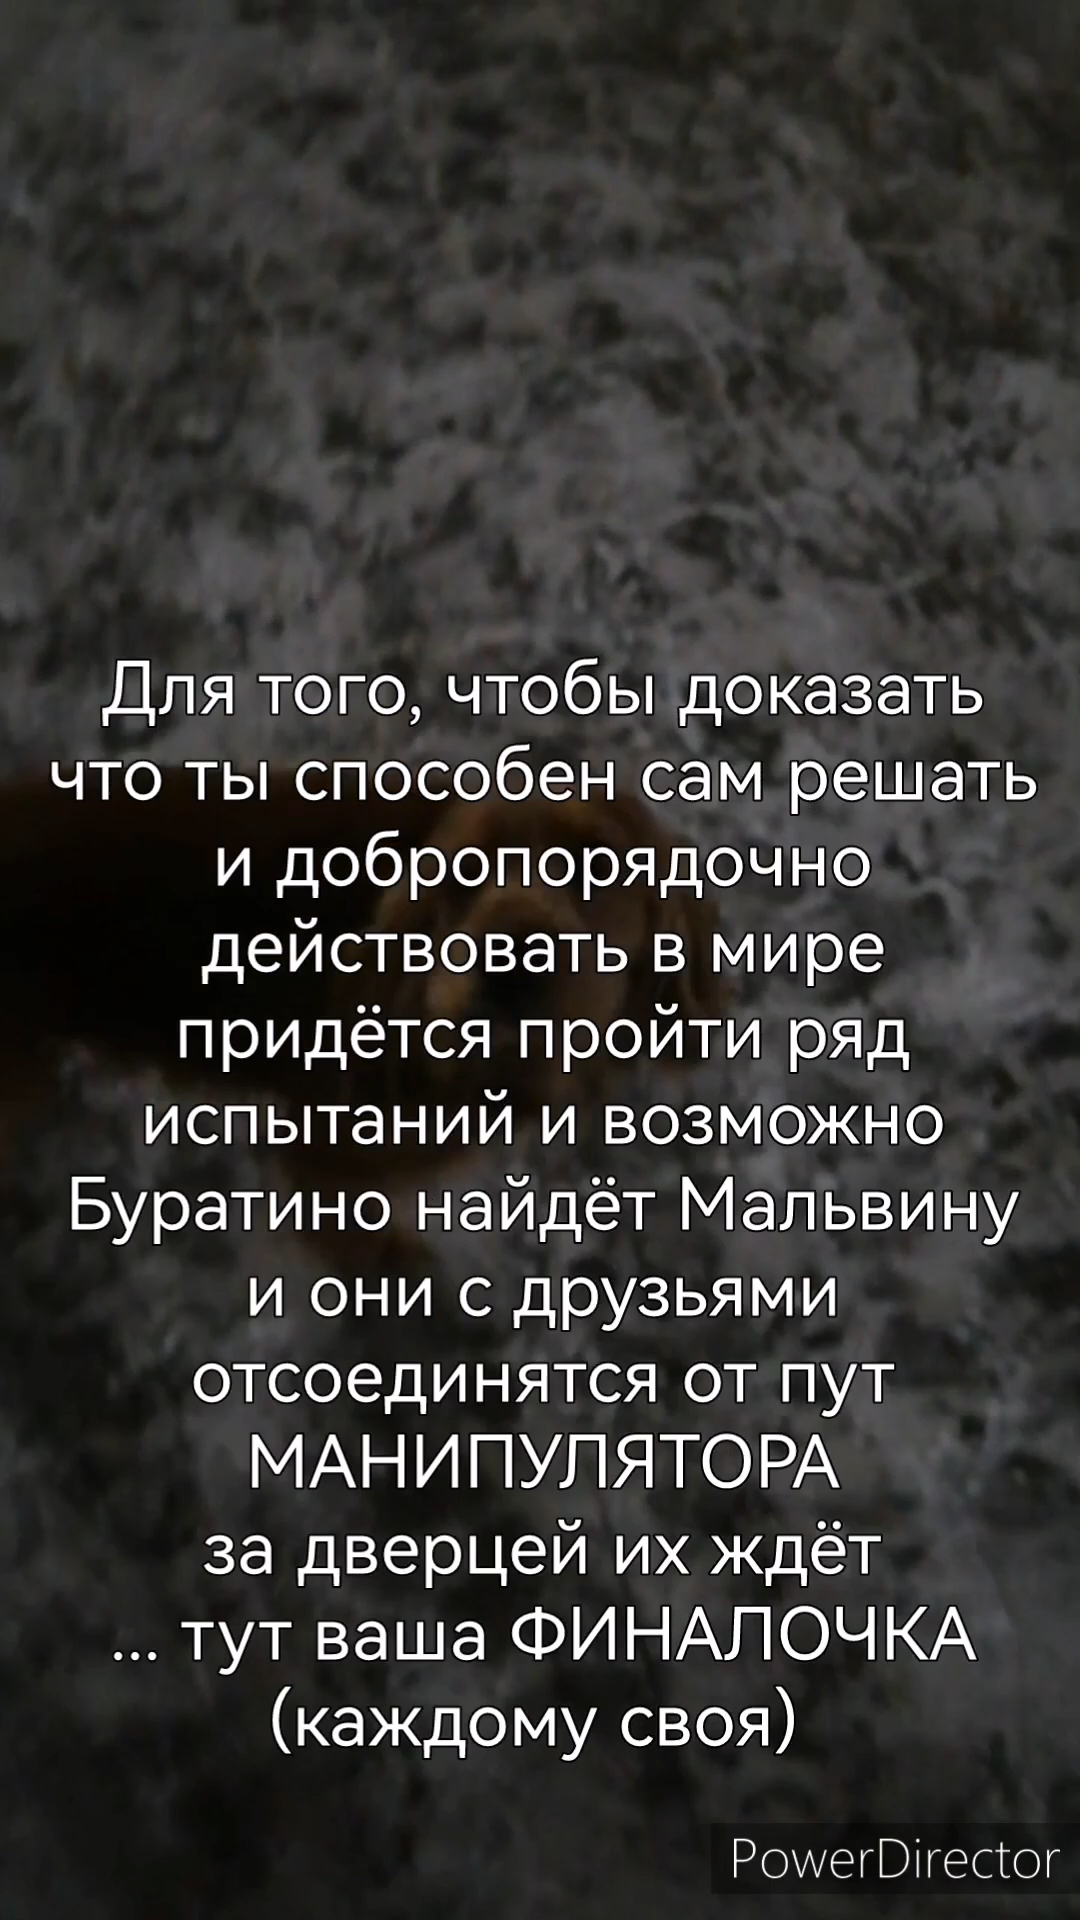 Для того, чтобы доказать
что ты способен сам решать
и добропорядочно
действовать в мире
придётся пройти ряд
испытаний и возможно
Буратино найдёт Мальвину
и они с друзьями
отсоединятся от пут
МАНИПУЛЯТОРА
за дверцей их ждёт
... тут ваша ФИНАЛОЧКА
(каждому своя)
PowerDirector